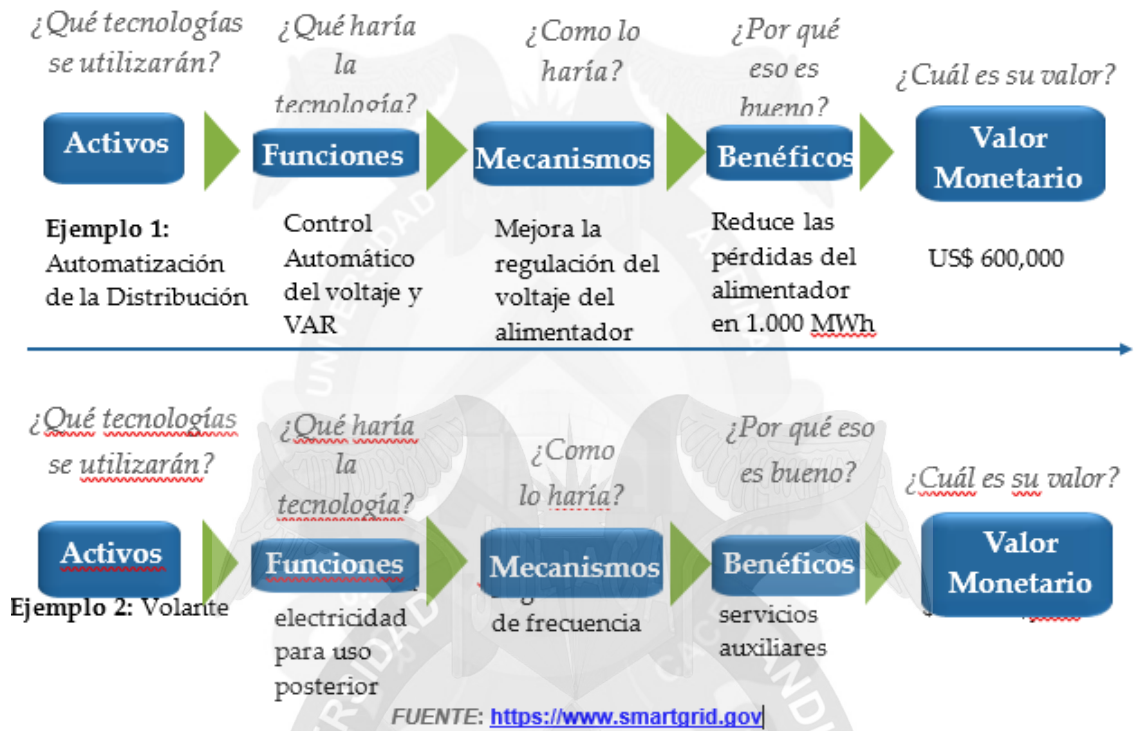 ¿Qué tecnologías
se utilizarán?
¿Qué haría
la
tecnología?
¿Como lo
haría?
¿Por qué
eso es
bueno?
¿Cuál es su valor?
Activos
Funciones
Mecanismos
Benéficos
Valor
Monetario
Ejemplo 1:
Automatización
de la Distribución
Control
Automático
del voltaje y
VAR
Mejora la
regulación del
voltaje del
alimentador
Reduce las
pérdidas del
alimentador
en 1.000 MWh
US$ 600,000
¿Qué tecnologías
se utilizarán?
¿Qué haría
la
tecnología?
¿Como
lo haría?
¿Por qué eso
es bueno?
¿Cuál es su valor?
Activos
Funciones
Mecanismos
Benéficos
Valor
Monetario
Ejemplo 2: Volante
electricidad
para uso
posterior
de frecuencia
servicios
auxiliares
FUENTE: https://www.smartgrid.gov
UNIVERSIDAD
ANDINA